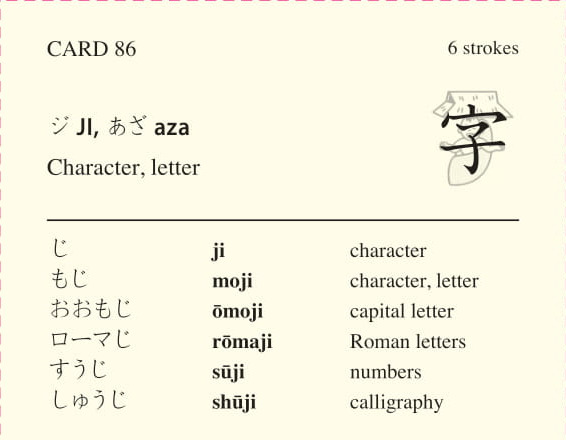 CARD 86 6 strokes
ジ JI, あざ aza
字
Character, letter
じ ji character
もじ moji character, letter
おおもじ ōmoji capital letter
ローマじ rōmaji Roman letters
すうじ sūji numbers
しゅうじ shūji calligraphy